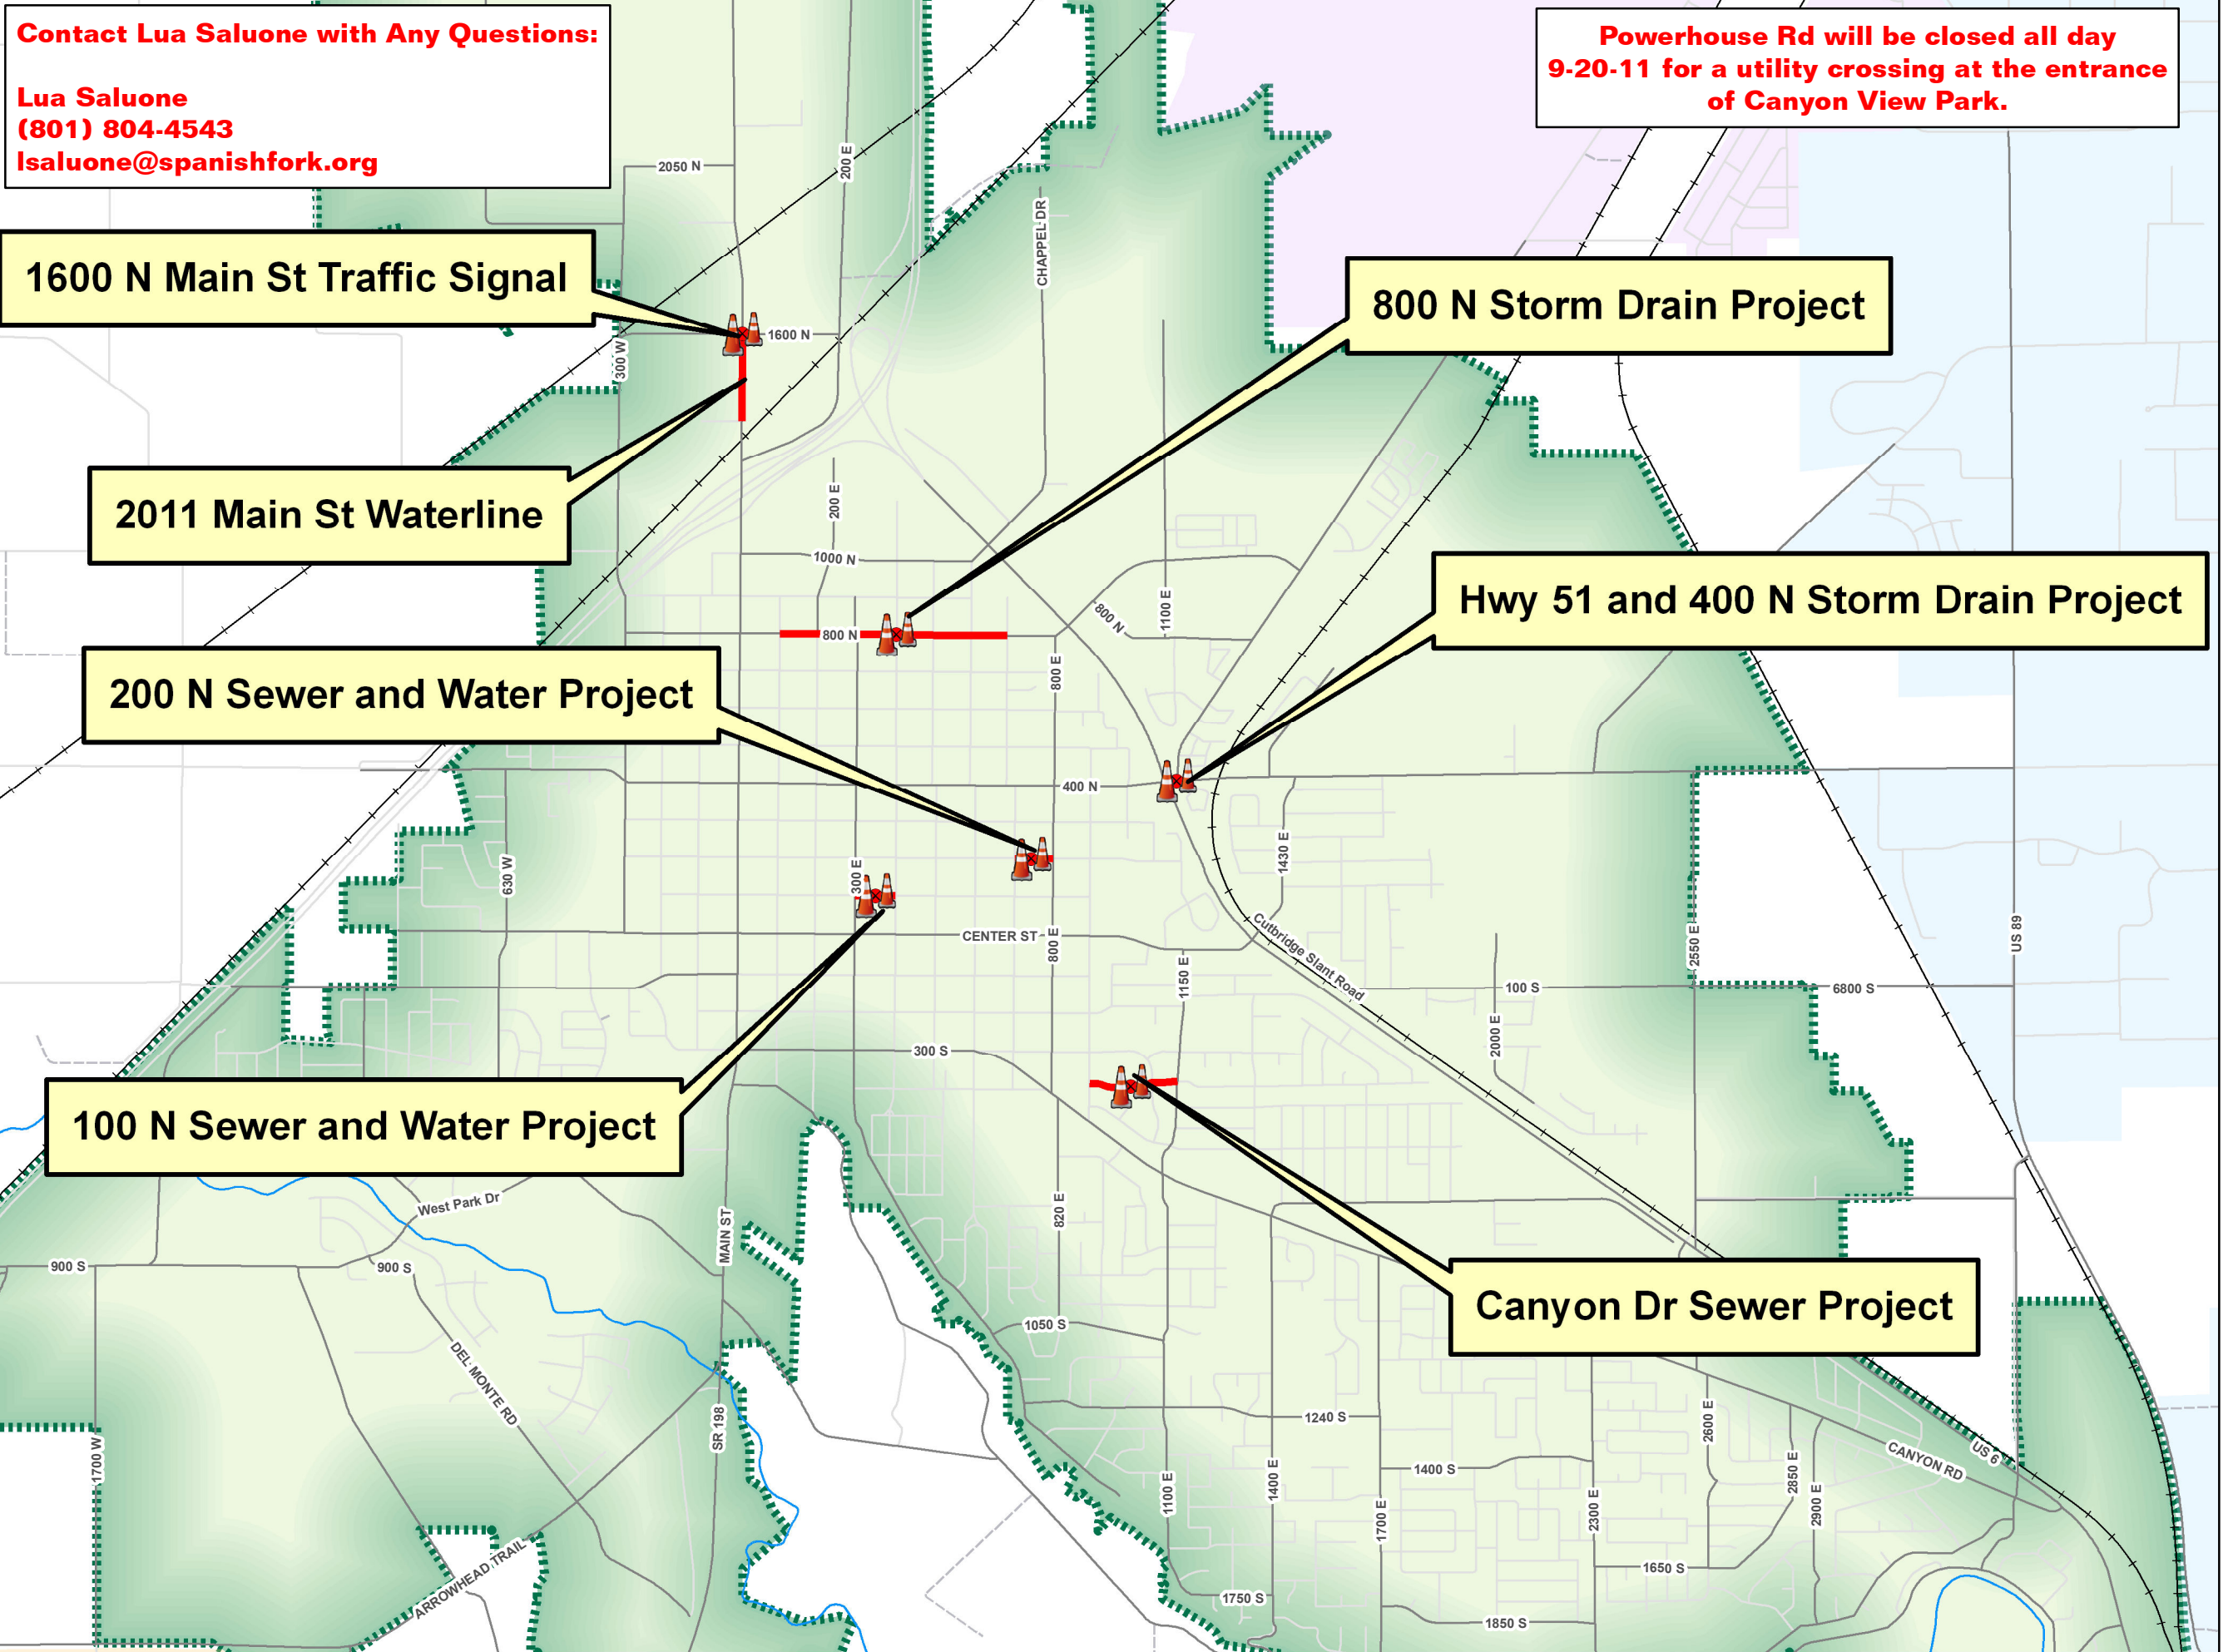 Contact Lua Saluone with Any Questions:
Lua Saluone
(801) 804-4543
lsaluone@spanishfork.org
Powerhouse Rd will be closed all day
9-20-11 for a utility crossing at the entrance
of Canyon View Park.
2050 N
200 E
CHAPPEL DR
1600 N Main St Traffic Signal
800 N Storm Drain Project
1600 N
300 W
2011 Main St Waterline
200 E
1000 N
Hwy 51 and 400 N Storm Drain Project
800 N
1100 E
800 N
200 N Sewer and Water Project
800 E
400 N
630 W
300 E
1430 E
CENTER ST
800 E
Cutbridge Slant Road
2550 E
US 89
1150 E
100 S
6800 S
2000 E
300 S
100 N Sewer and Water Project
West Park Dr
MAIN ST
820 E
900 S
900 S
Canyon Dr Sewer Project
1050 S
DEL MONTE RD
SR 198
1240 S
2600 E
1700 W
1400 S
1100 E
1400 E
1700 E
2300 E
2850 E
2900 E
CANYON RD
US 6
ARROWHEAD TRAIL
1650 S
1750 S
1850 S